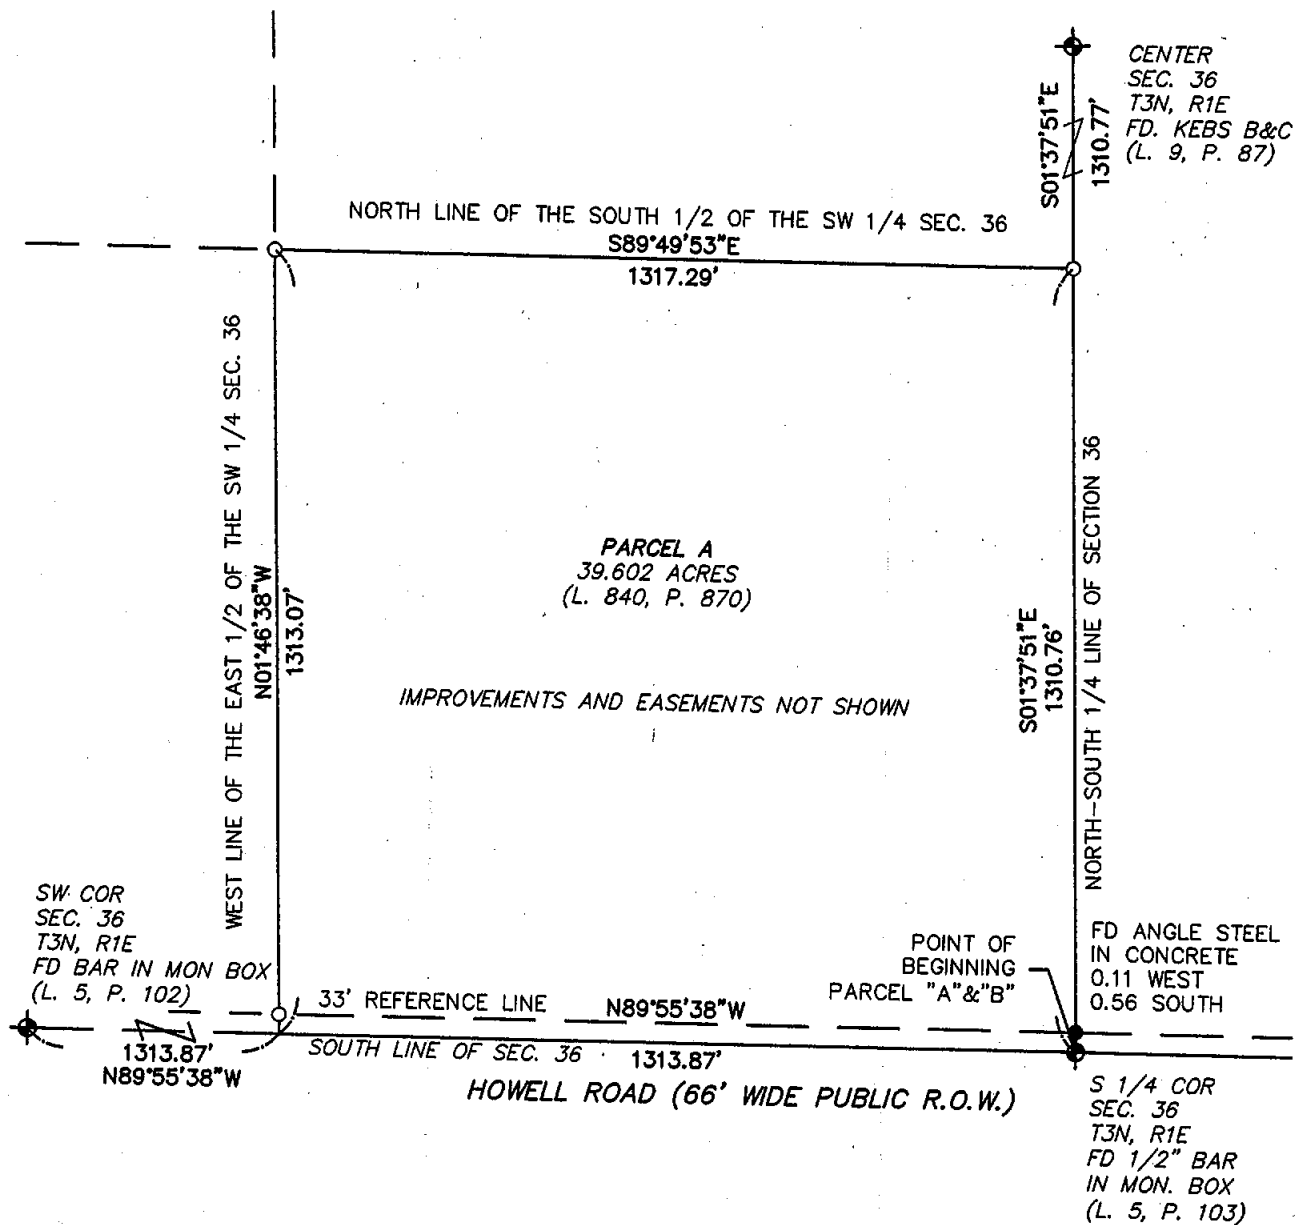 CENTER
SEC. 36
T3N, R1E
FD. KEBS B&C
(L. 9, P. 87)
S01°37'51"E
1310.77'
NORTH LINE OF THE SOUTH 1/2 OF THE SW 1/4 SEC. 36
S89°49'53"E
1317.29'
WEST LINE OF THE EAST 1/2 OF THE SW 1/4 SEC. 36
N01°46'38"W
1313.07'
PARCEL A
39.602 ACRES
(L. 840, P. 870)
IMPROVEMENTS AND EASEMENTS NOT SHOWN
S01°37'51"E
1310.76'
NORTH-SOUTH 1/4 LINE OF SECTION 36
SW COR
SEC. 36
T3N, R1E
FD BAR IN MON BOX
(L. 5, P. 102)
POINT OF
BEGINNING
PARCEL "A"&"B"
FD ANGLE STEEL
IN CONCRETE
0.11 WEST
0.56 SOUTH
33' REFERENCE LINE
N89°55'38"W
1313.87'
N89°55'38"W
SOUTH LINE OF SEC. 36
1313.87'
HOWELL ROAD (66' WIDE PUBLIC R.O.W.)
S 1/4 COR
SEC. 36
T3N, R1E
FD 1/2" BAR
IN MON. BOX
(L. 5, P. 103)